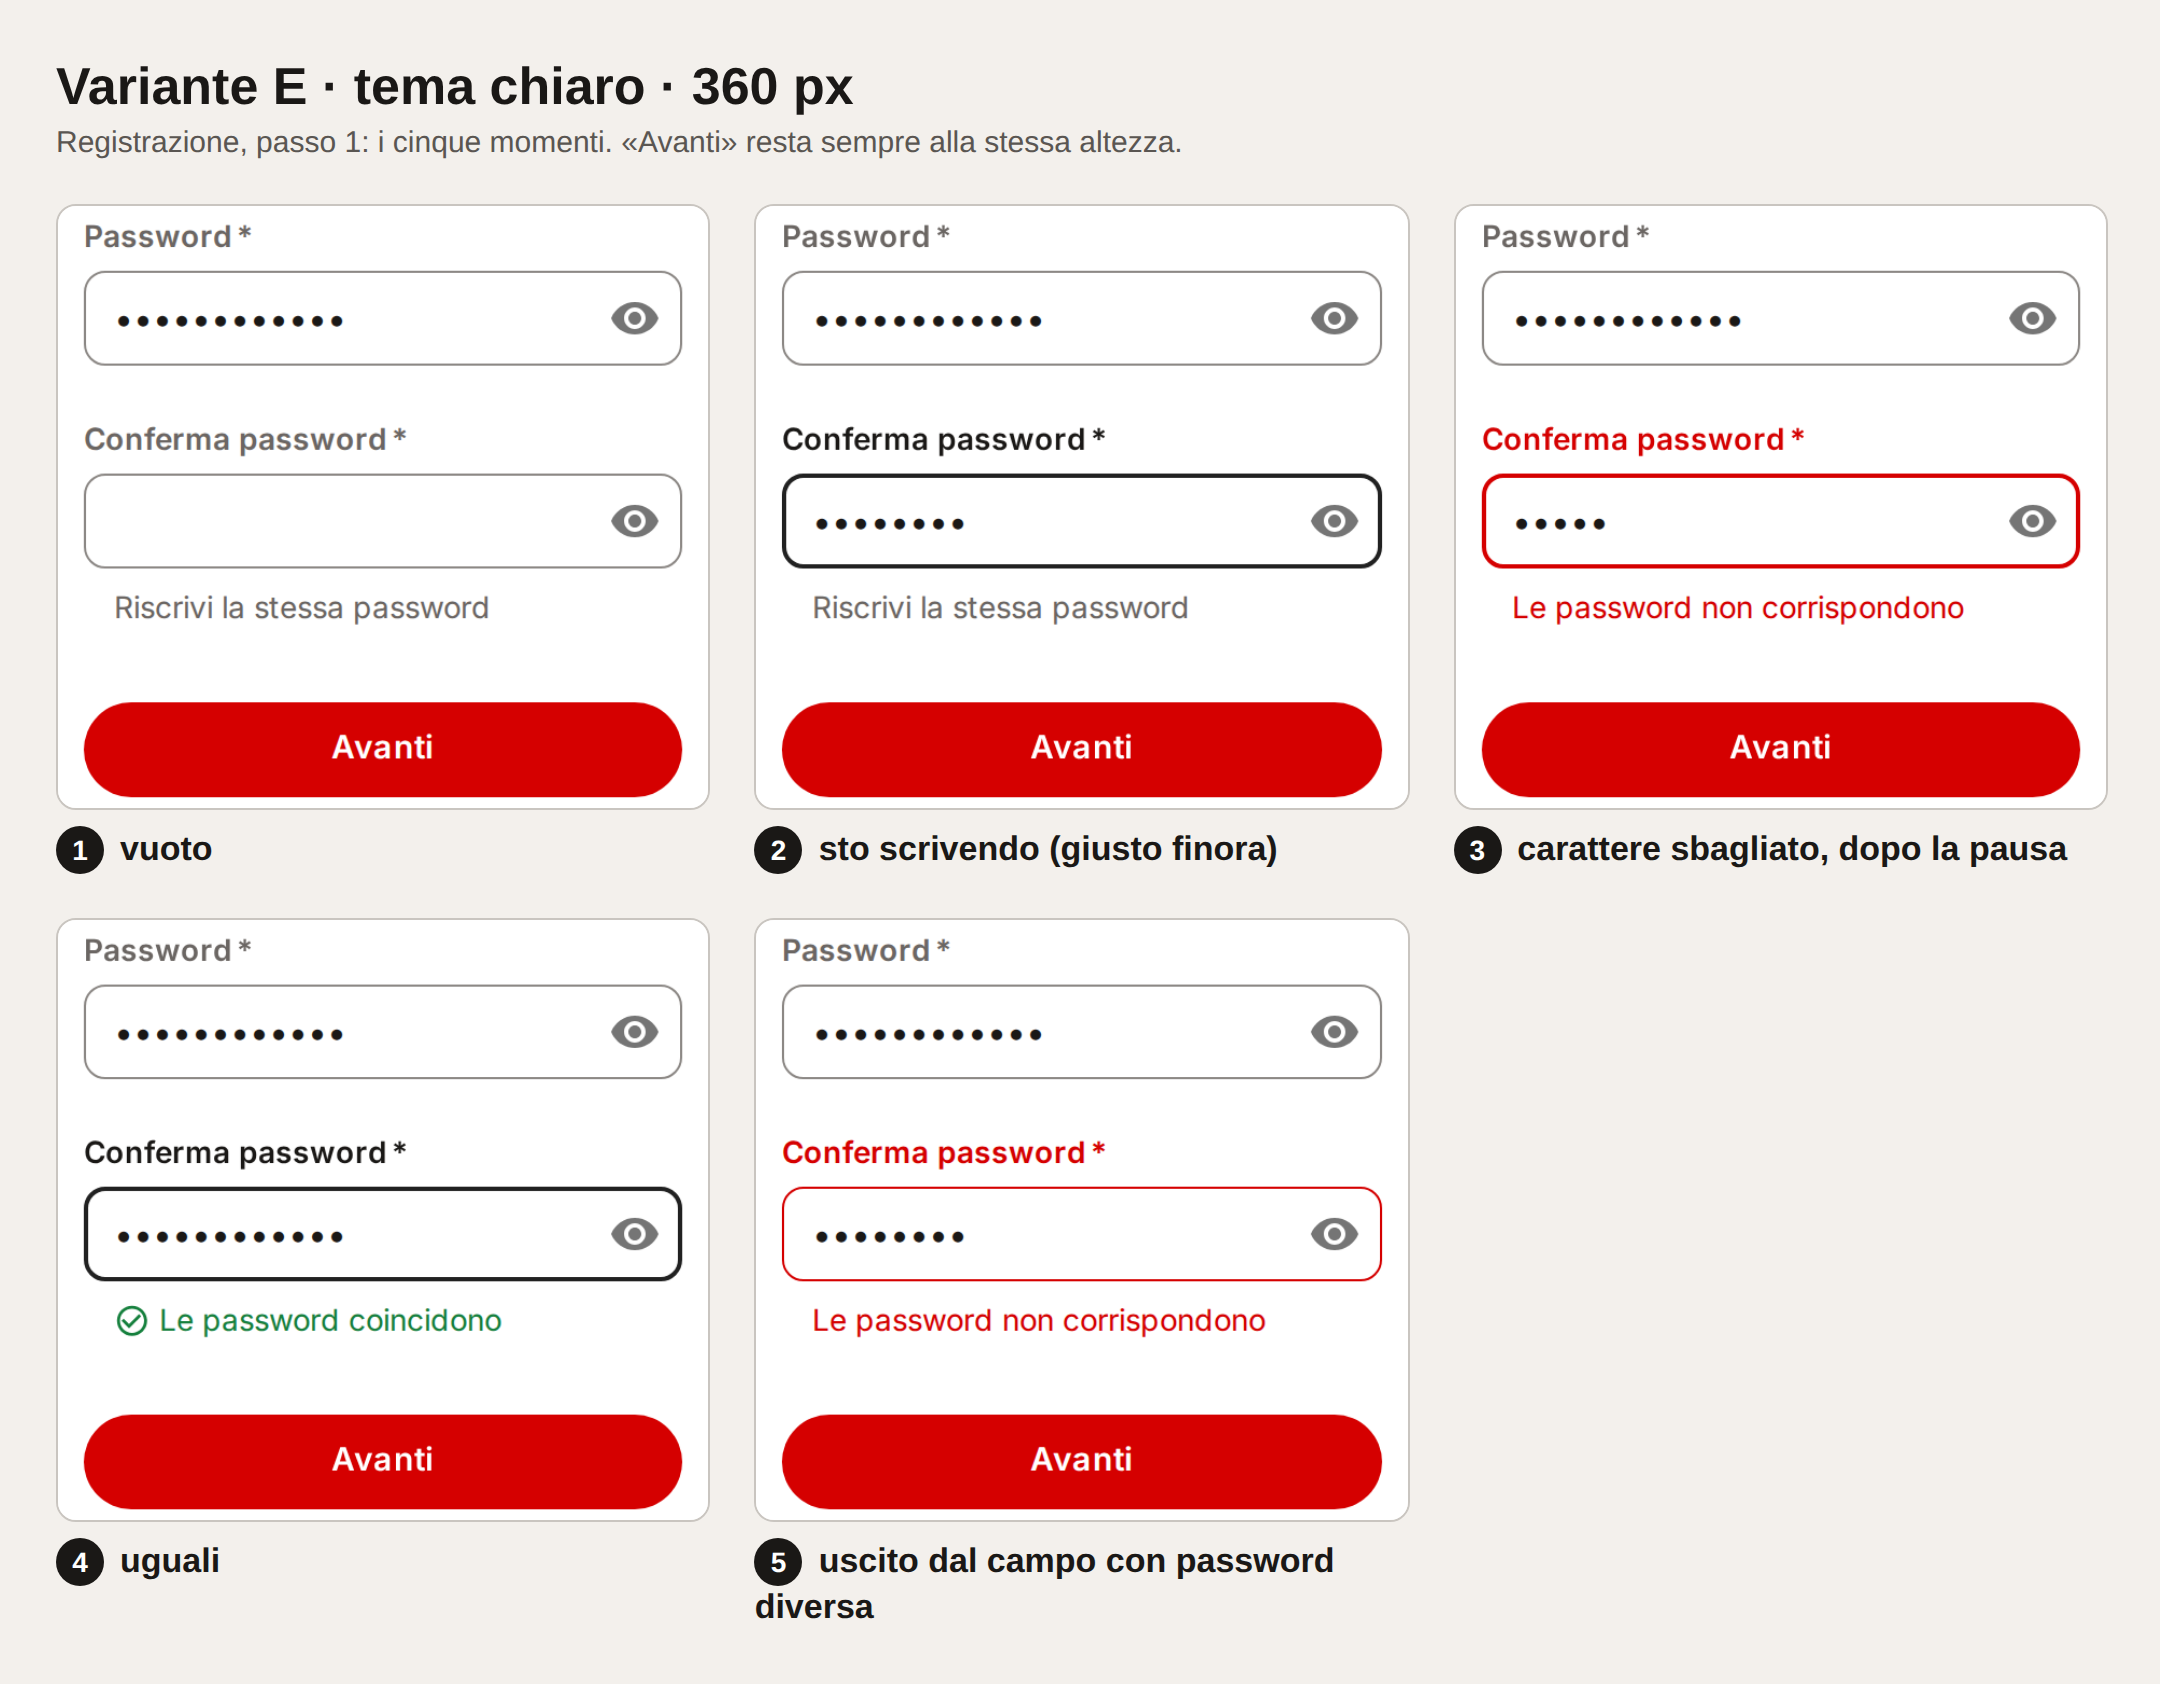 Variante E · tema chiaro · 360 px
Registrazione, passo 1: i cinque momenti. «Avanti» resta sempre alla stessa altezza.
Password *
••••••••••••
Conferma password *
Riscrivi la stessa password
Avanti
1 vuoto
Password *
••••••••••••
Conferma password *
••••••••
Riscrivi la stessa password
Avanti
2 sto scrivendo (giusto finora)
Password *
••••••••••••
Conferma password *
•••••
Le password non corrispondono
Avanti
3 carattere sbagliato, dopo la pausa
Password *
••••••••••••
Conferma password *
••••••••••••
Le password coincidono
Avanti
4 uguali
Password *
••••••••••••
Conferma password *
••••••••
Le password non corrispondono
Avanti
5 uscito dal campo con password
diversa